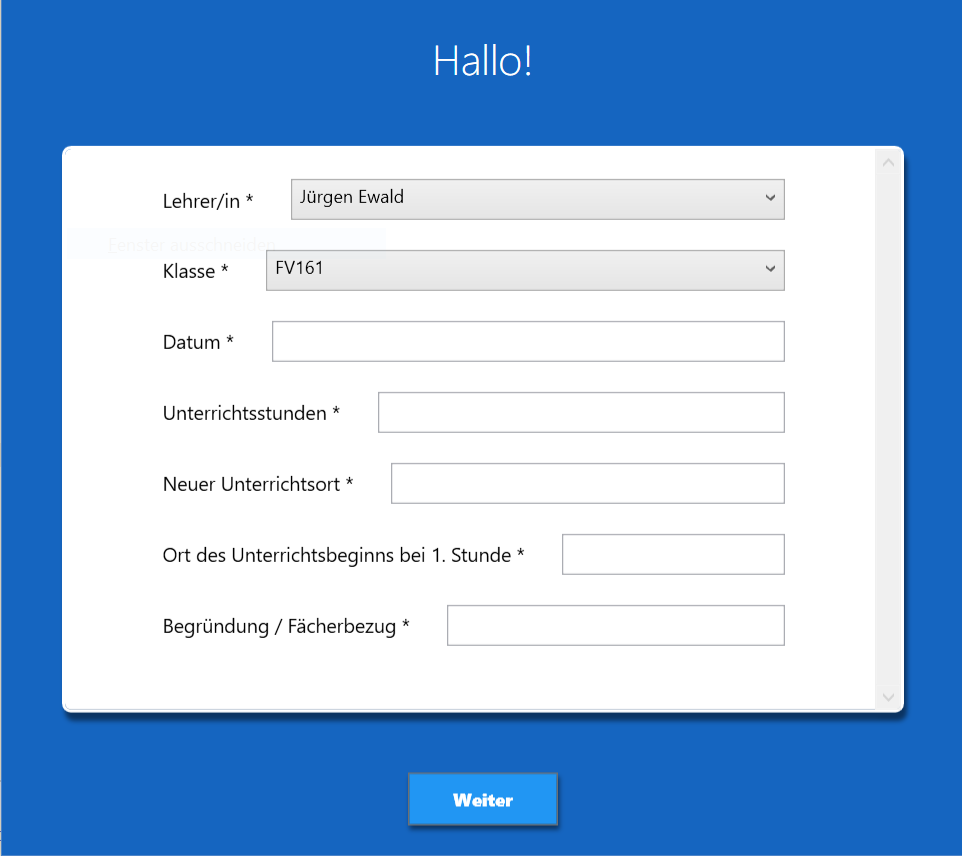 Hallo!
Lehrer/in * Jürgen Ewald
Fenster ausschneiden
Klasse * FV161
Datum *
Unterrichtsstunden *
Neuer Unterrichtsort *
Ort des Unterrichtsbeginns bei 1. Stunde *
Begründung / Fächerbezug *
Weiter